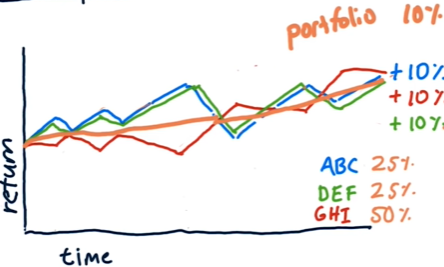 portfolio 10%
+10%
+10%
+10%
return
ABC 25%
DEF 25%
GHI 50%
time